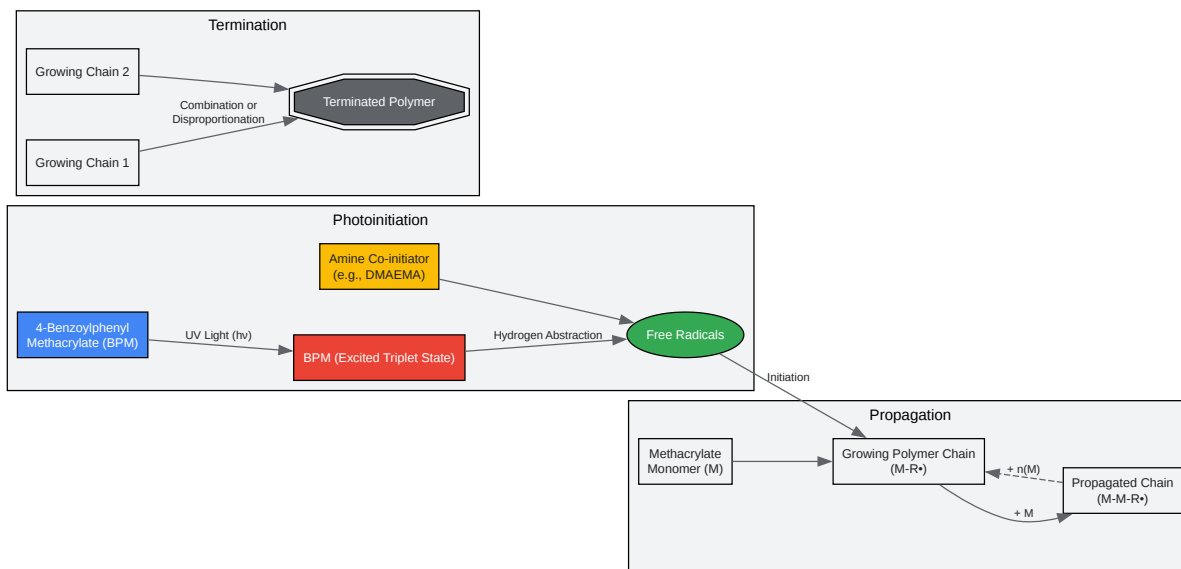 Termination
Growing Chain 2
Combination or
Disproportionation
Terminated Polymer
Growing Chain 1
Photoinitiation
Amine Co-initiator
(e.g., DMAEMA)
4-Benzoylphenyl
Methacrylate (BPM)
UV Light (hν)
BPM (Excited Triplet State)
Hydrogen Abstraction
Free Radicals
Initiation
Propagation
Methacrylate
Monomer (M)
Growing Polymer Chain
(M-R•)
+ n(M)
+ M
Propagated Chain
(M-M-R•)